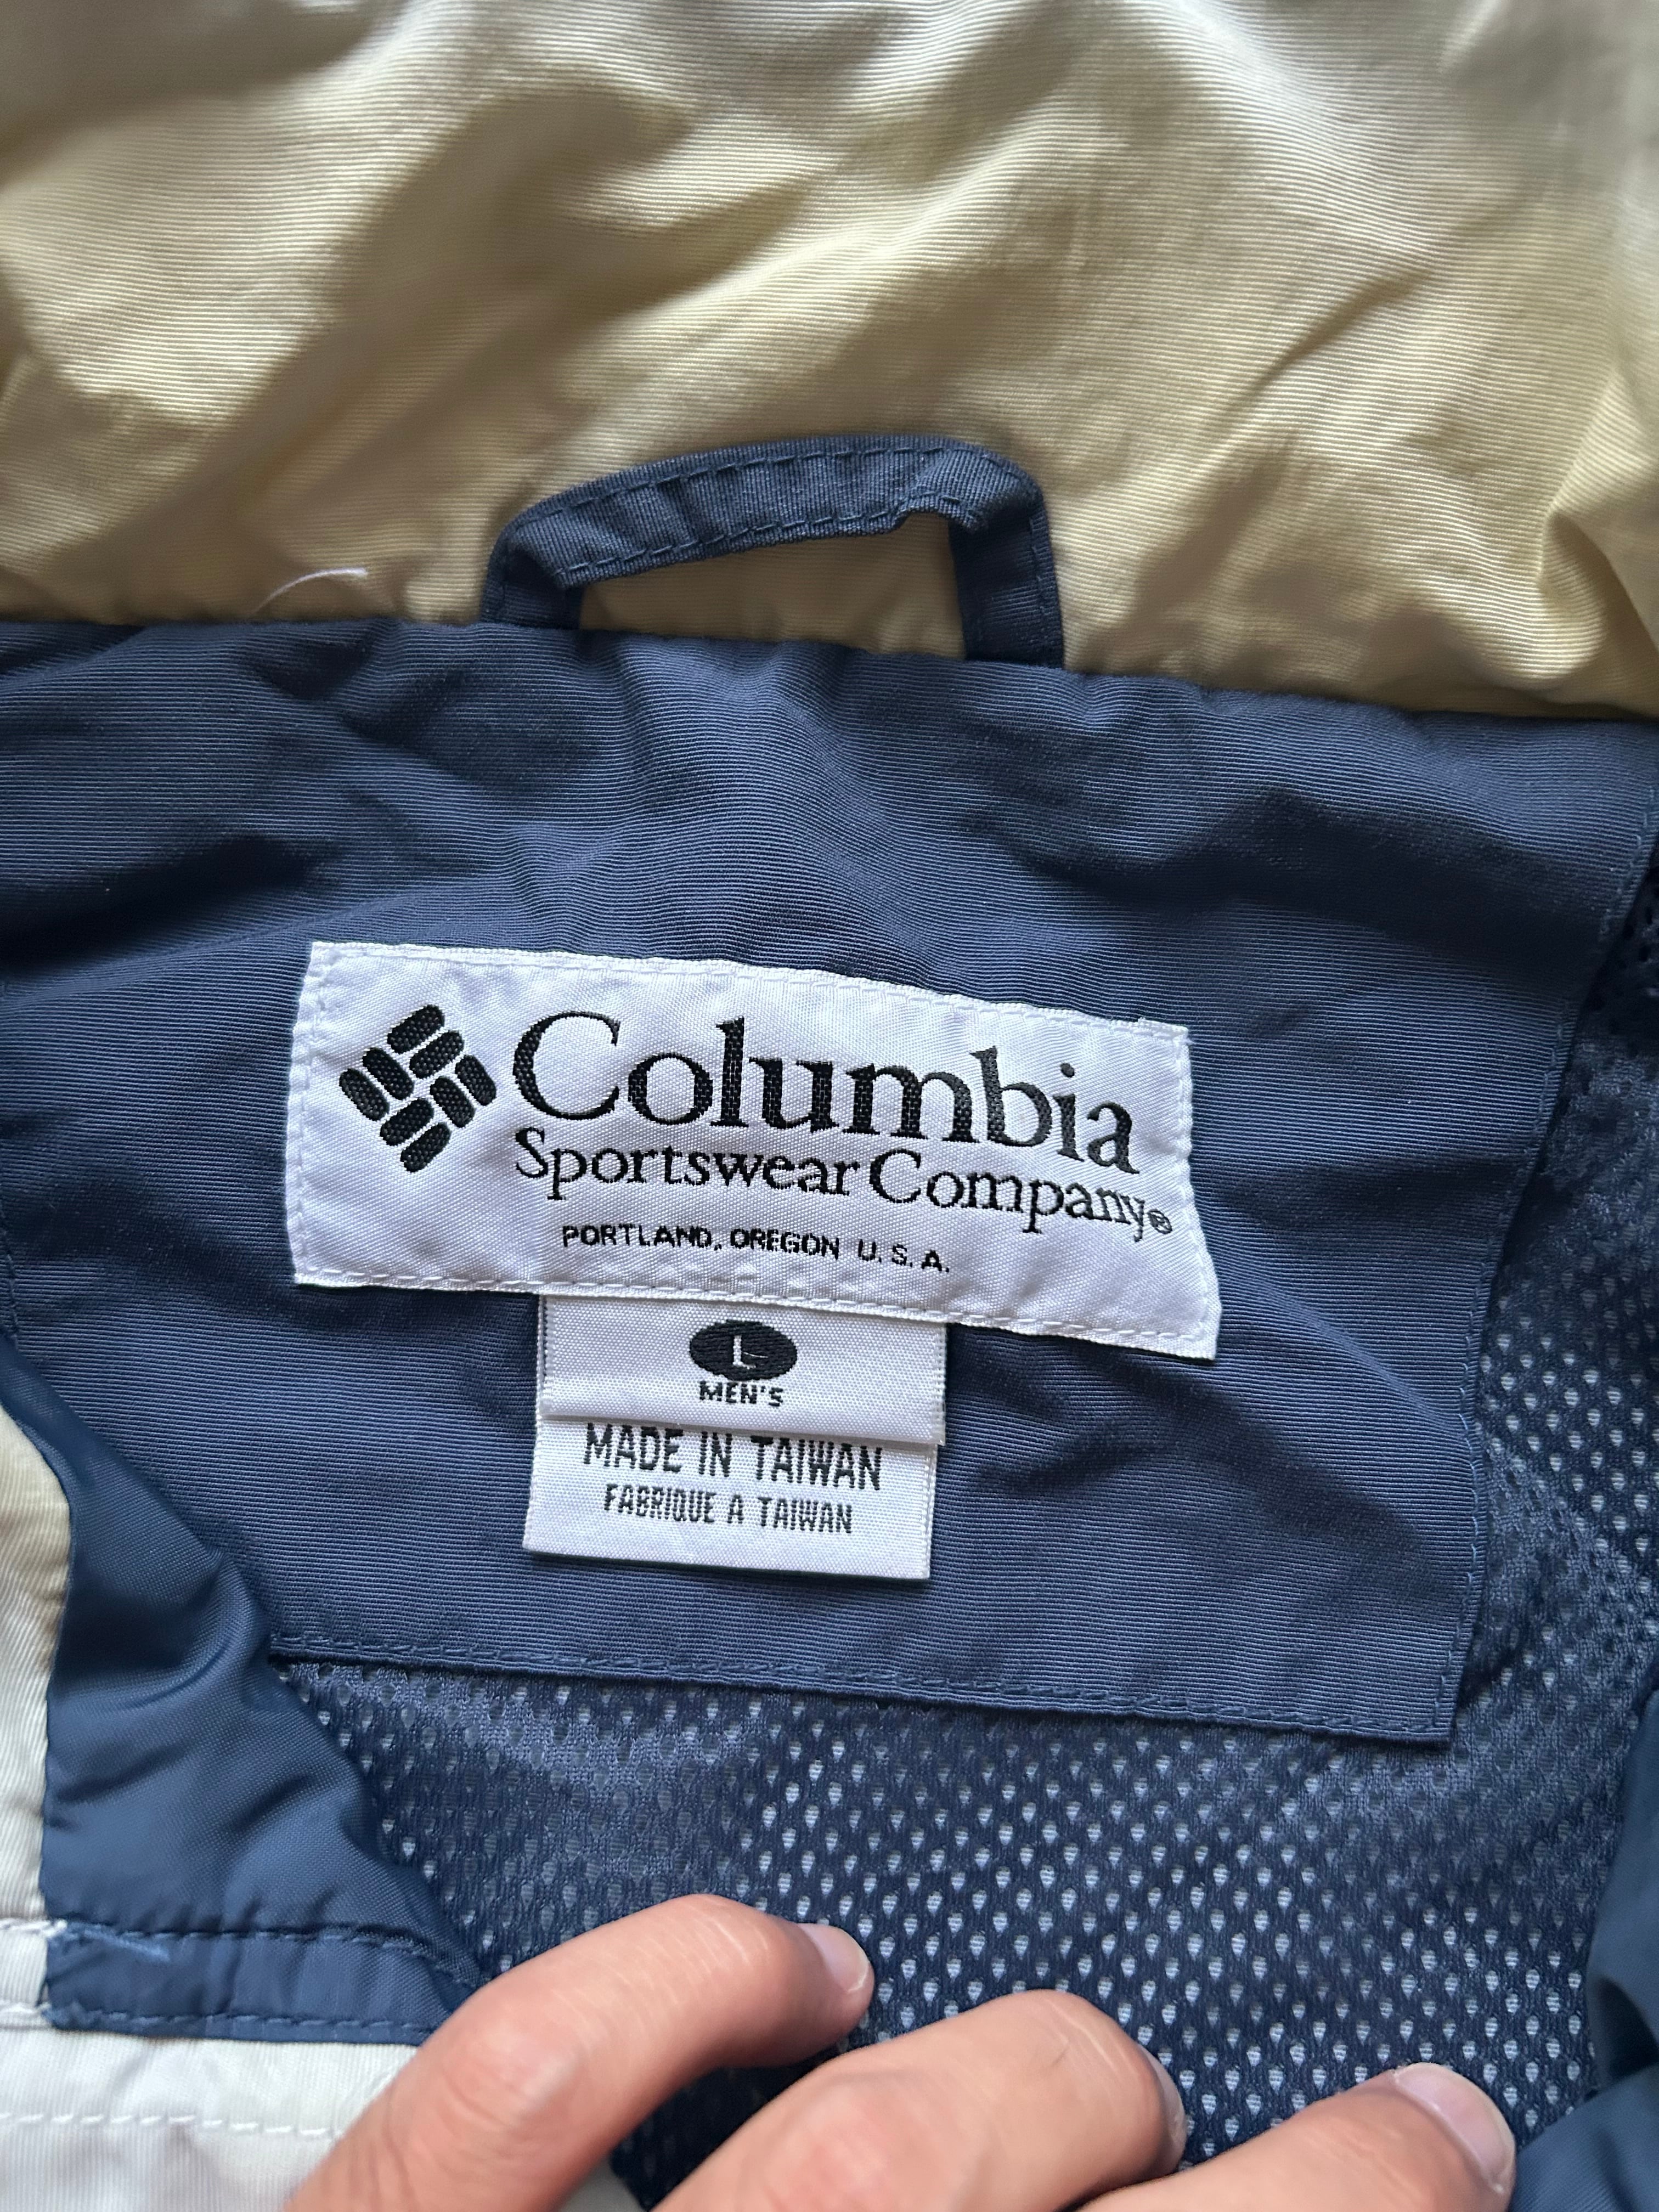 Columbia
Sportswear Company®
PORTLAND, OREGON U.S.A.
L
MEN'S
MADE IN TAIWAN
FABRIQUE A TAIWAN